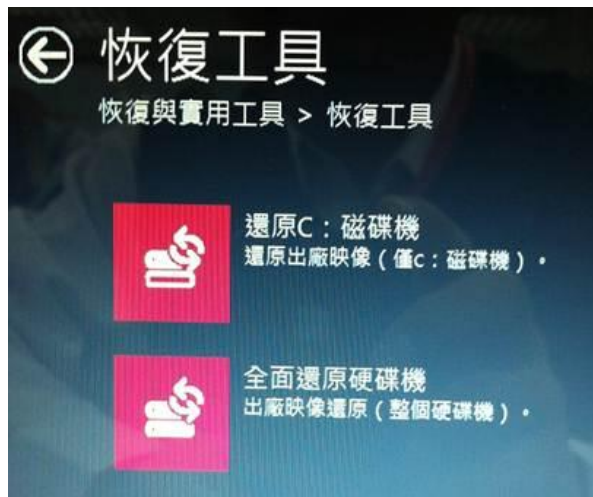 恢復工具
恢復與實用工具 > 恢復工具
還原C：磁碟機
還原出廠映像（僅C：磁碟機）。
全面還原硬碟機
出廠映像還原（整個硬碟機）。